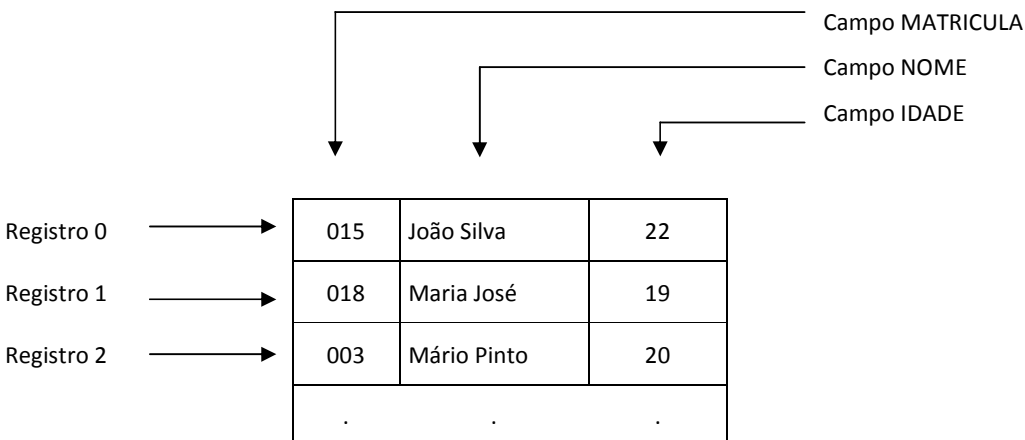 Campo MATRICULA
Campo NOME
Campo IDADE
Registro 0 015 João Silva 22
Registro 1 018 Maria José 19
Registro 2 003 Mário Pinto 20
. . .